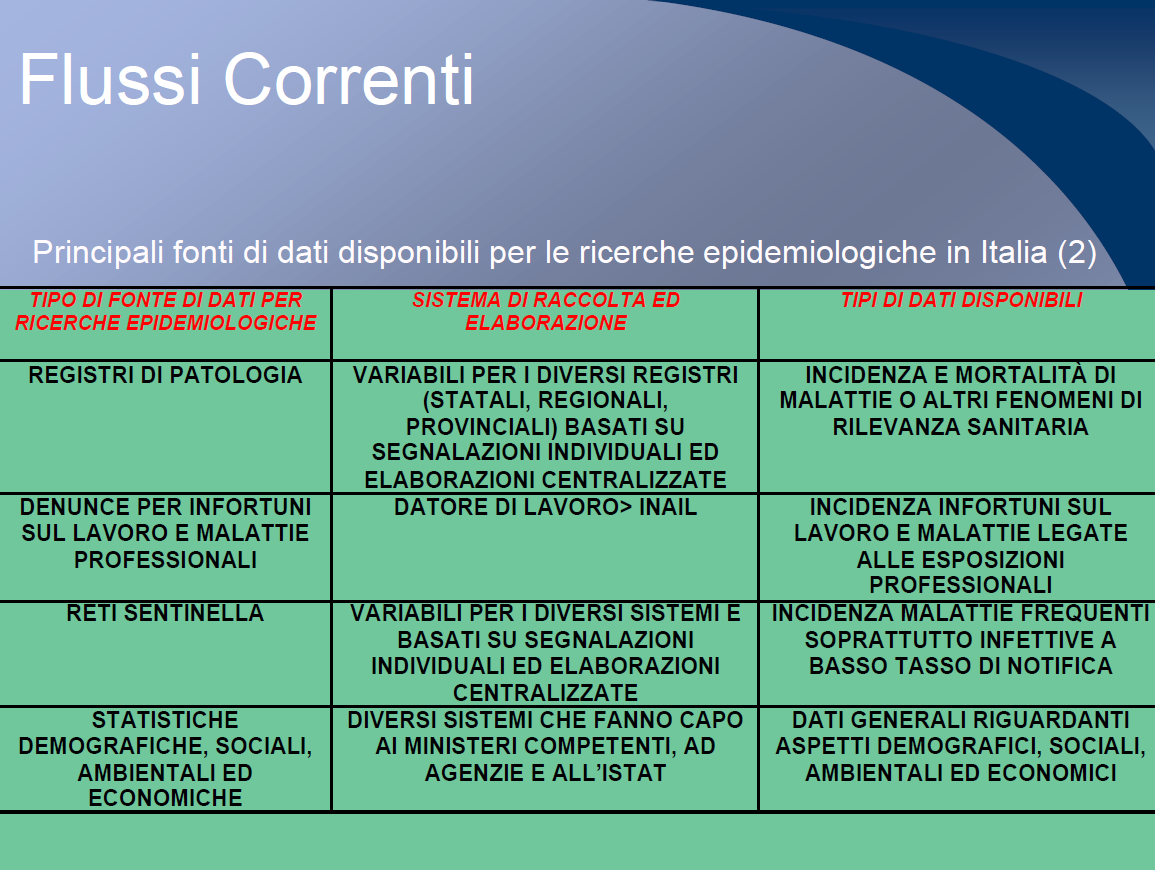 Flussi Correnti
Principali fonti di dati disponibili per le ricerche epidemiologiche in Italia (2)
TIPO DI FONTE DI DATI PER
RICERCHE EPIDEMIOLOGICHE
SISTEMA DI RACCOLTA ED
ELABORAZIONE
TIPI DI DATI DISPONIBILI
REGISTRI DI PATOLOGIA
VARIABILI PER I DIVERSI REGISTRI
(STATALI, REGIONALI,
PROVINCIALI) BASATI SU
SEGNALAZIONI INDIVIDUALI ED
ELABORAZIONI CENTRALIZZATE
INCIDENZA E MORTALITÀ DI
MALATTIE O ALTRI FENOMENI DI
RILEVANZA SANITARIA
DENUNCE PER INFORTUNI
SUL LAVORO E MALATTIE
PROFESSIONALI
DATORE DI LAVORO> INAIL
INCIDENZA INFORTUNI SUL
LAVORO E MALATTIE LEGATE
ALLE ESPOSIZIONI
PROFESSIONALI
RETI SENTINELLA
VARIABILI PER I DIVERSI SISTEMI E
BASATI SU SEGNALAZIONI
INDIVIDUALI ED ELABORAZIONI
CENTRALIZZATE
INCIDENZA MALATTIE FREQUENTI
SOPRATTUTTO INFETTIVE A
BASSO TASSO DI NOTIFICA
STATISTICHE
DEMOGRAFICHE, SOCIALI,
AMBIENTALI ED
ECONOMICHE
DIVERSI SISTEMI CHE FANNO CAPO
AI MINISTERI COMPETENTI, AD
AGENZIE E ALL'ISTAT
DATI GENERALI RIGUARDANTI
ASPETTI DEMOGRAFICI, SOCIALI,
AMBIENTALI ED ECONOMICI